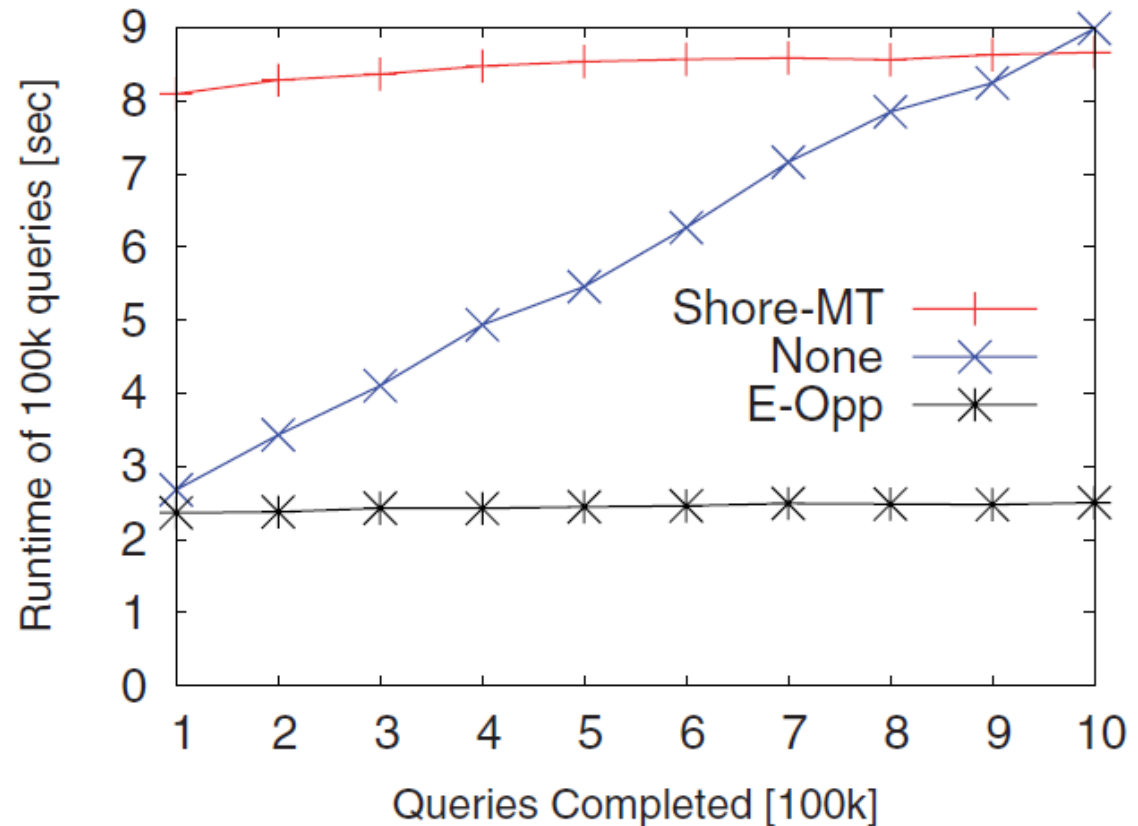 Runtime of 100k queries [sec]
9
8
7
6
5
4
3
2
1
0
Shore-MT
None
E-Opp
1 2 3 4 5 6 7 8 9 10
Queries Completed [100k]